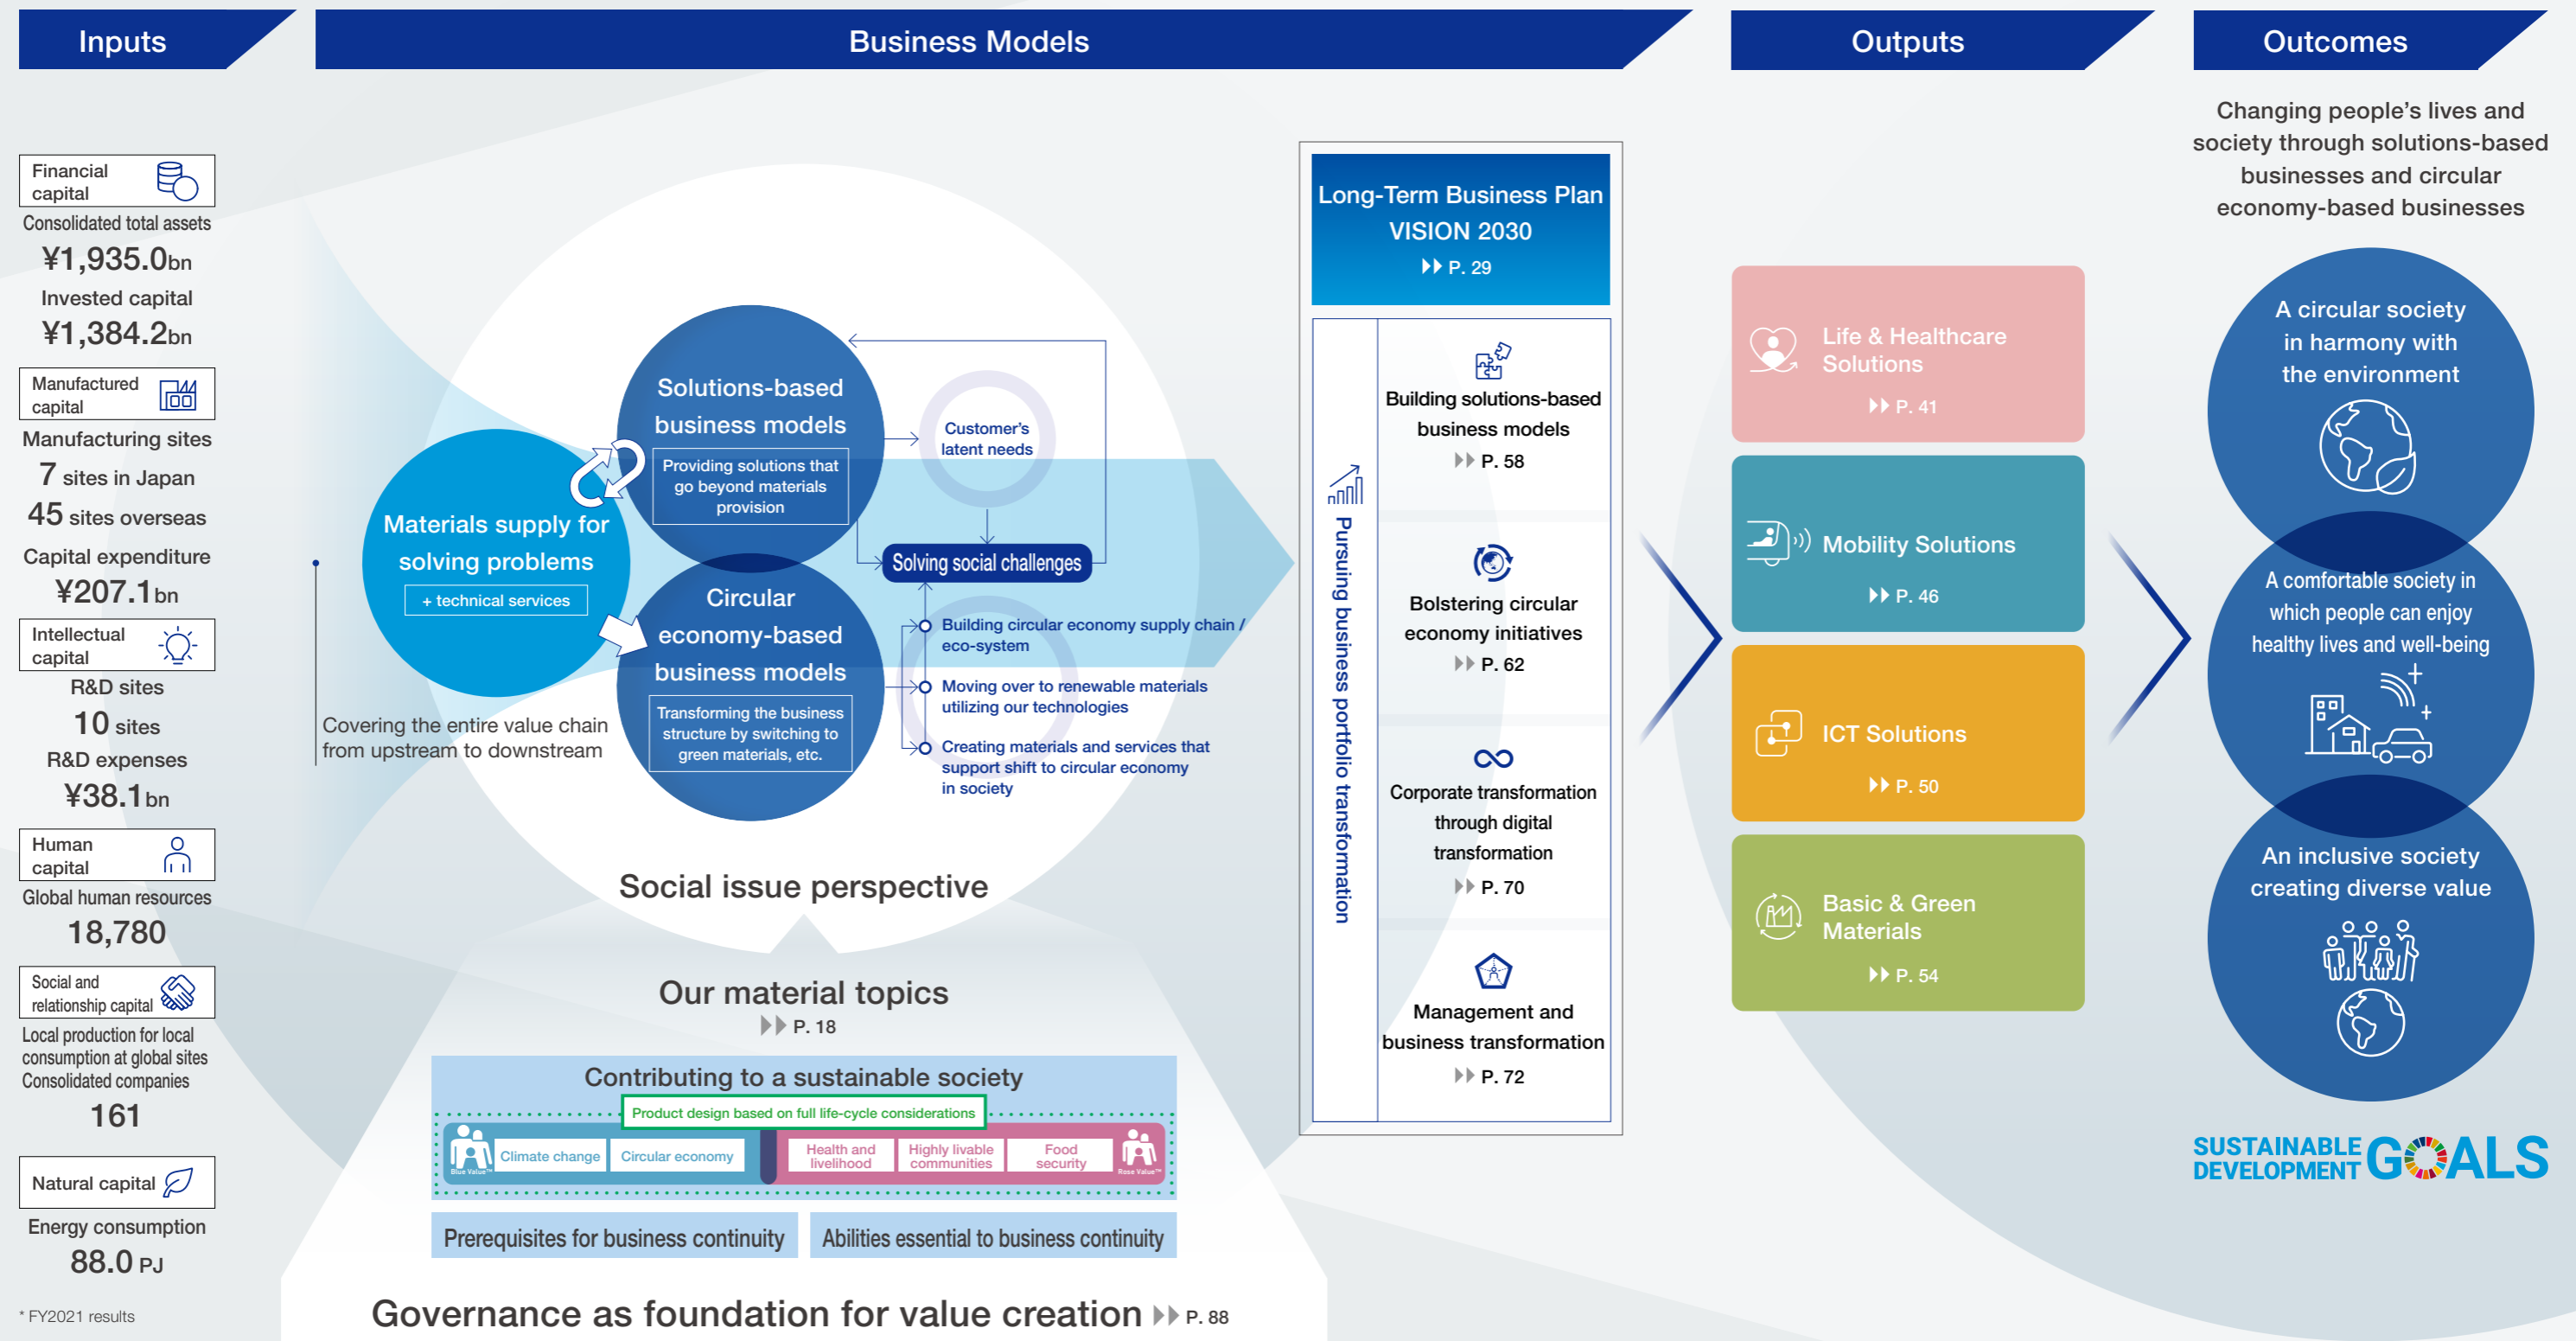 Inputs
Business Models
Outputs
Outcomes
Financial
capital
Consolidated total assets
¥1,935.0bn
Invested capital
¥1,384.2bn
Manufactured
capital
Manufacturing sites
7 sites in Japan
45 sites overseas
Capital expenditure
¥207.1bn
Intellectual
capital
R&D sites
10 sites
R&D expenses
¥38.1bn
Human
capital
Global human resources
18,780
Social and
relationship capital
Local production for local
consumption at global sites
Consolidated companies
161
Natural capital
Energy consumption
88.0 PJ
* FY2021 results
Materials supply for
solving problems
+ technical services
Covering the entire value chain
from upstream to downstream
Solutions-based
business models
Providing solutions that
go beyond materials
provision
Circular
economy-based
business models
Transforming the business
structure by switching to
green materials, etc.
Customer's
latent needs
Solving social challenges
Building circular economy supply chain /
eco-system
Moving over to renewable materials
utilizing our technologies
Creating materials and services that
support shift to circular economy
in society
Social issue perspective
Our material topics
P. 18
Contributing to a sustainable society
Product design based on full life-cycle considerations
Blue Value™
Climate change
Circular economy
Health and
livelihood
Highly livable
communities
Food
security
Rose Value™
Prerequisites for business continuity
Abilities essential to business continuity
Governance as foundation for value creation P. 88
Long-Term Business Plan
VISION 2030
P. 29
Pursuing business portfolio transformation
Building solutions-based
business models
P. 58
Bolstering circular
economy initiatives
P. 62
Corporate transformation
through digital
transformation
P. 70
Management and
business transformation
P. 72
Life & Healthcare
Solutions
P. 41
Mobility Solutions
P. 46
ICT Solutions
P. 50
Basic & Green
Materials
P. 54
Changing people's lives and
society through solutions-based
businesses and circular
economy-based businesses
A circular society
in harmony with
the environment
A comfortable society in
which people can enjoy
healthy lives and well-being
An inclusive society
creating diverse value
SUSTAINABLE
DEVELOPMENT GOALS